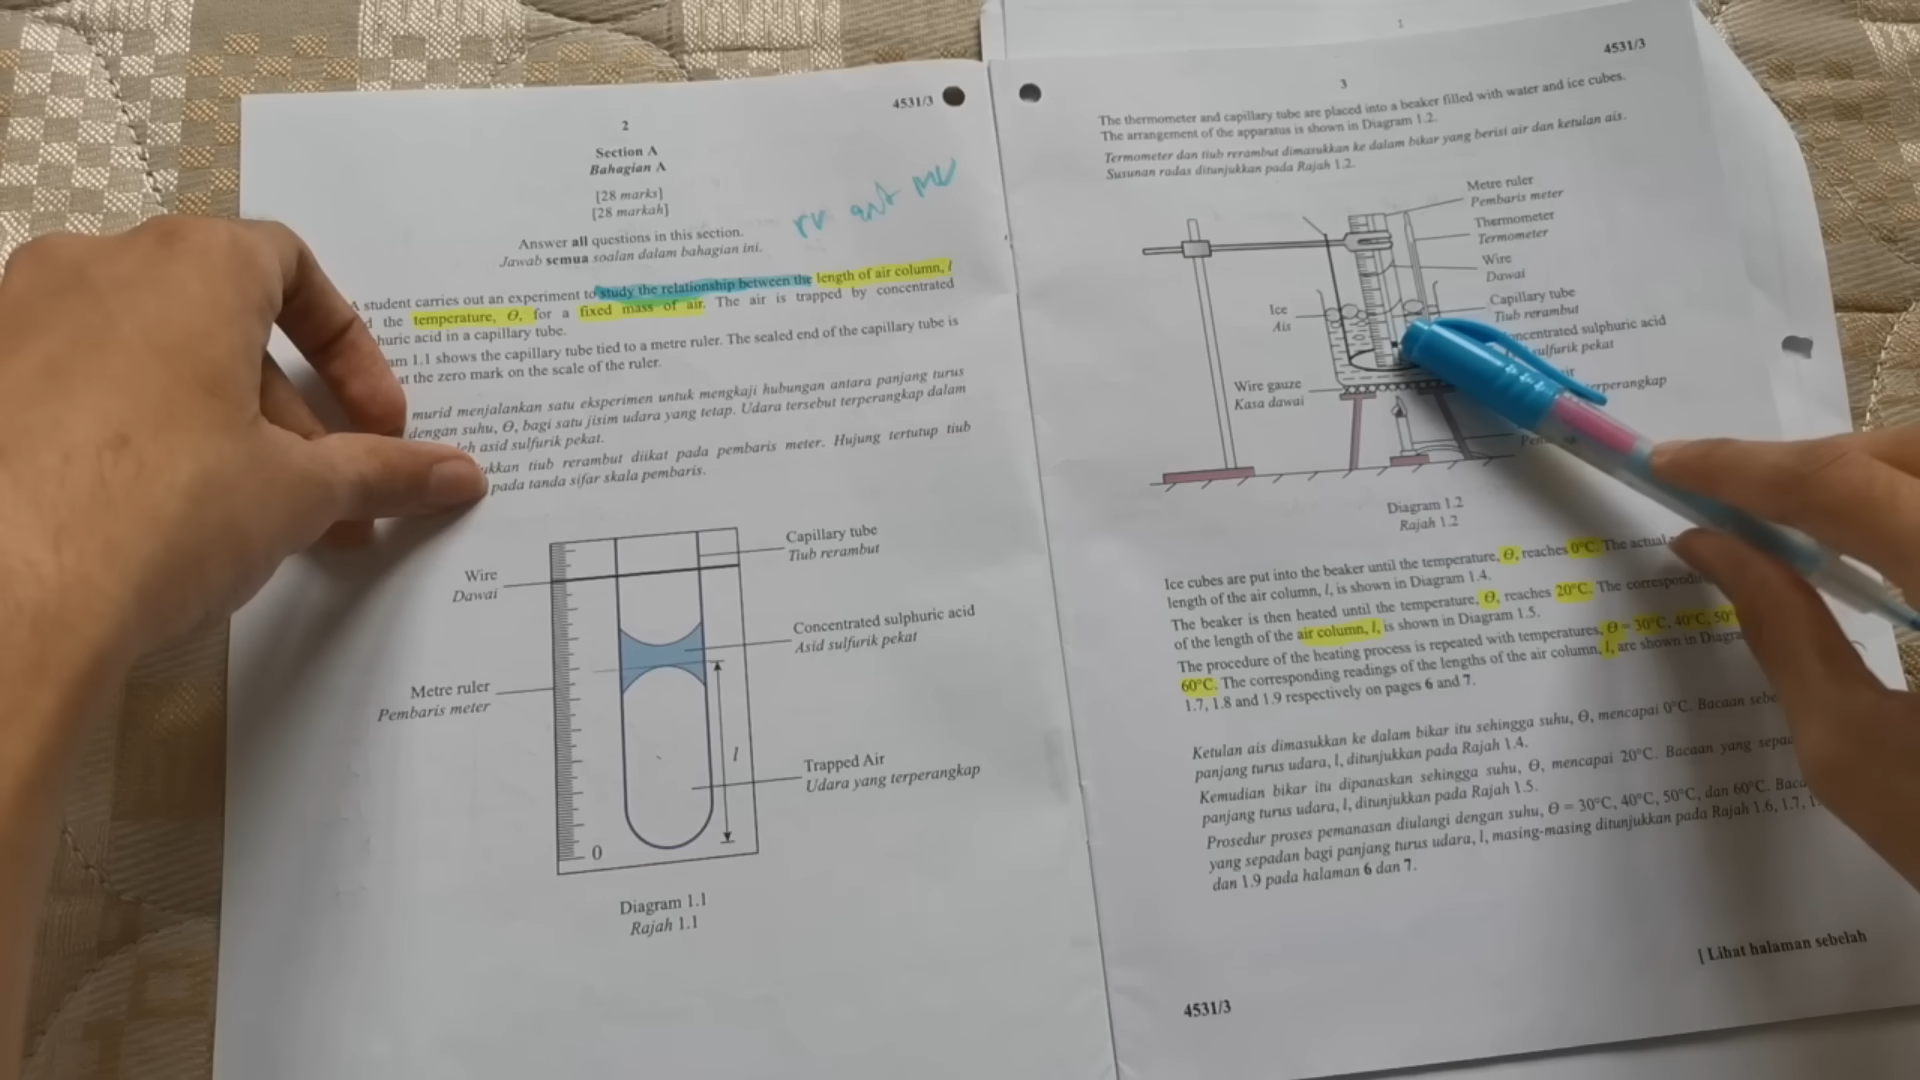 4531/3
2
Section A
Bahagian A
[28 marks]
[28 markah]
Answer all questions in this section.
Jawab semua soalan dalam bahagian ini.
A student carries out an experiment to study the relationship between the length of air column, l
the temperature, Θ, for a fixed mass of air. The air is trapped by concentrated
acid in a capillary tube.
1.1 shows the capillary tube tied to a metre ruler. The sealed end of the capillary tube is
at the zero mark on the scale of the ruler.
murid menjalankan satu eksperimen untuk mengkaji hubungan antara panjang turus
dengan suhu, Θ, bagi satu jisim udara yang tetap. Udara tersebut terperangkap dalam
asid sulfurik pekat.
tiub rerambut diikat pada pembaris meter. Hujung tertutup tiub
pada tanda sifar skala pembaris.
Capillary tube
Tiub rerambut
Wire
Dawai
Concentrated sulphuric acid
Asid sulfurik pekat
Metre ruler
Pembaris meter
l
Trapped Air
Udara yang terperangkap
0
Diagram 1.1
Rajah 1.1
1
4531/3
3
The thermometer and capillary tube are placed into a beaker filled with water and ice cubes.
The arrangement of the apparatus is shown in Diagram 1.2.
Termometer dan tiub rerambut dimasukkan ke dalam bikar yang berisi air dan ketulan ais.
Susunan radas ditunjukkan pada Rajah 1.2.
Metre ruler
Pembaris meter
Thermometer
Termometer
Wire
Dawai
Ice
Ais
Capillary tube
Tiub rerambut
sulphuric acid
sulfurik pekat
Wire gauze
Kasa dawai
Diagram 1.2
Rajah 1.2
Ice cubes are put into the beaker until the temperature, Θ, reaches 0°C. The actual
length of the air column, l, is shown in Diagram 1.4.
The beaker is then heated until the temperature, Θ, reaches 20°C. The
of the length of the air column, l, is shown in Diagram 1.5.
The procedure of the heating process is repeated with temperatures, Θ = 30°C, 40°C,
60°C. The corresponding readings of the lengths of the air column, l, are shown in
1.7, 1.8 and 1.9 respectively on pages 6 and 7.
Ketulan ais dimasukkan ke dalam bikar itu sehingga suhu, Θ, mencapai 0°C. Bacaan
panjang turus udara, l, ditunjukkan pada Rajah 1.4.
Kemudian bikar itu dipanaskan sehingga suhu, Θ, mencapai 20°C. Bacaan yang
panjang turus udara, l, ditunjukkan pada Rajah 1.5.
Prosedur proses pemanasan diulangi dengan suhu, Θ = 30°C, 40°C, 50°C, dan 60°C.
yang sepadan bagi panjang turus udara, l, masing-masing ditunjukkan pada Rajah 1.6, 1.7,
dan 1.9 pada halaman 6 dan 7.
[ Lihat halaman sebelah
4531/3